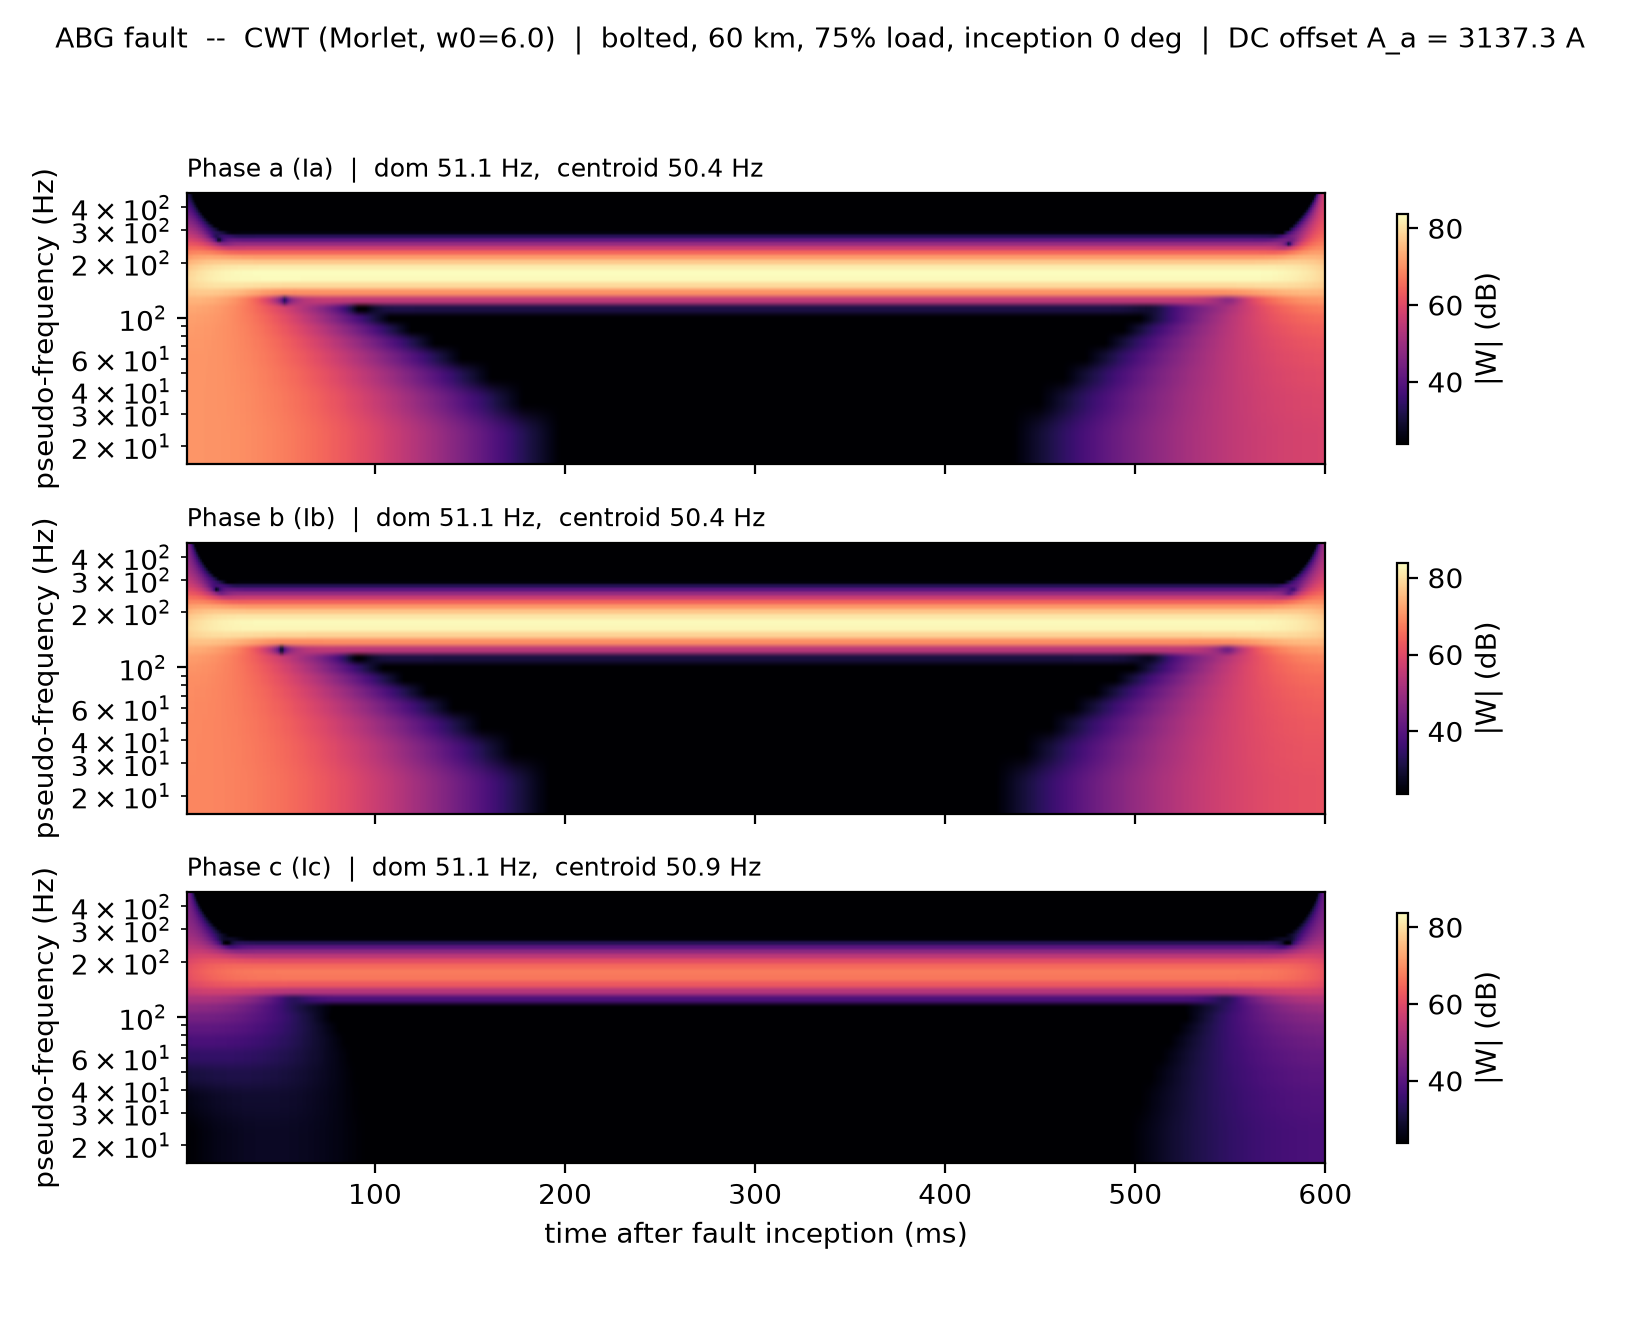 ABG fault -- CWT (Morlet, w0=6.0) | bolted, 60 km, 75% load, inception 0 deg | DC offset A_a = 3137.3 A
Phase a (Ia) | dom 51.1 Hz, centroid 50.4 Hz
pseudo-frequency (Hz)
4 × 10²
3 × 10²
2 × 10²
10²
6 × 10¹
4 × 10¹
3 × 10¹
2 × 10¹
80
60
40
|W| (dB)
Phase b (Ib) | dom 51.1 Hz, centroid 50.4 Hz
pseudo-frequency (Hz)
4 × 10²
3 × 10²
2 × 10²
10²
6 × 10¹
4 × 10¹
3 × 10¹
2 × 10¹
80
60
40
|W| (dB)
Phase c (Ic) | dom 51.1 Hz, centroid 50.9 Hz
pseudo-frequency (Hz)
4 × 10²
3 × 10²
2 × 10²
10²
6 × 10¹
4 × 10¹
3 × 10¹
2 × 10¹
80
60
40
|W| (dB)
100 200 300 400 500 600
time after fault inception (ms)